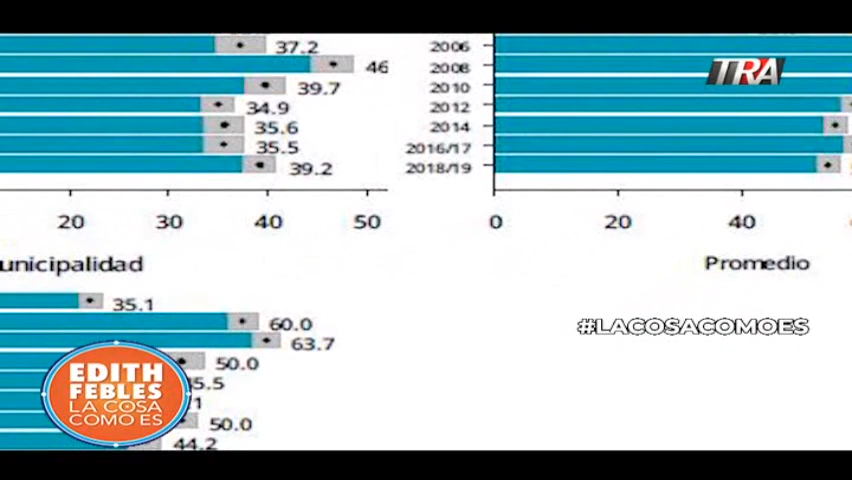 37.2
39.7
34.9
35.6
35.5
39.2
20 30 40 50
2006
2008
2010
2012
2014
2016/17
2018/19
0 20 40
TRA
Promedio
35.1
60.0
63.7
50.0
50.0
44.2
#LACOSACOMOES
EDITH
FEBLES
LA COSA
COMO ES